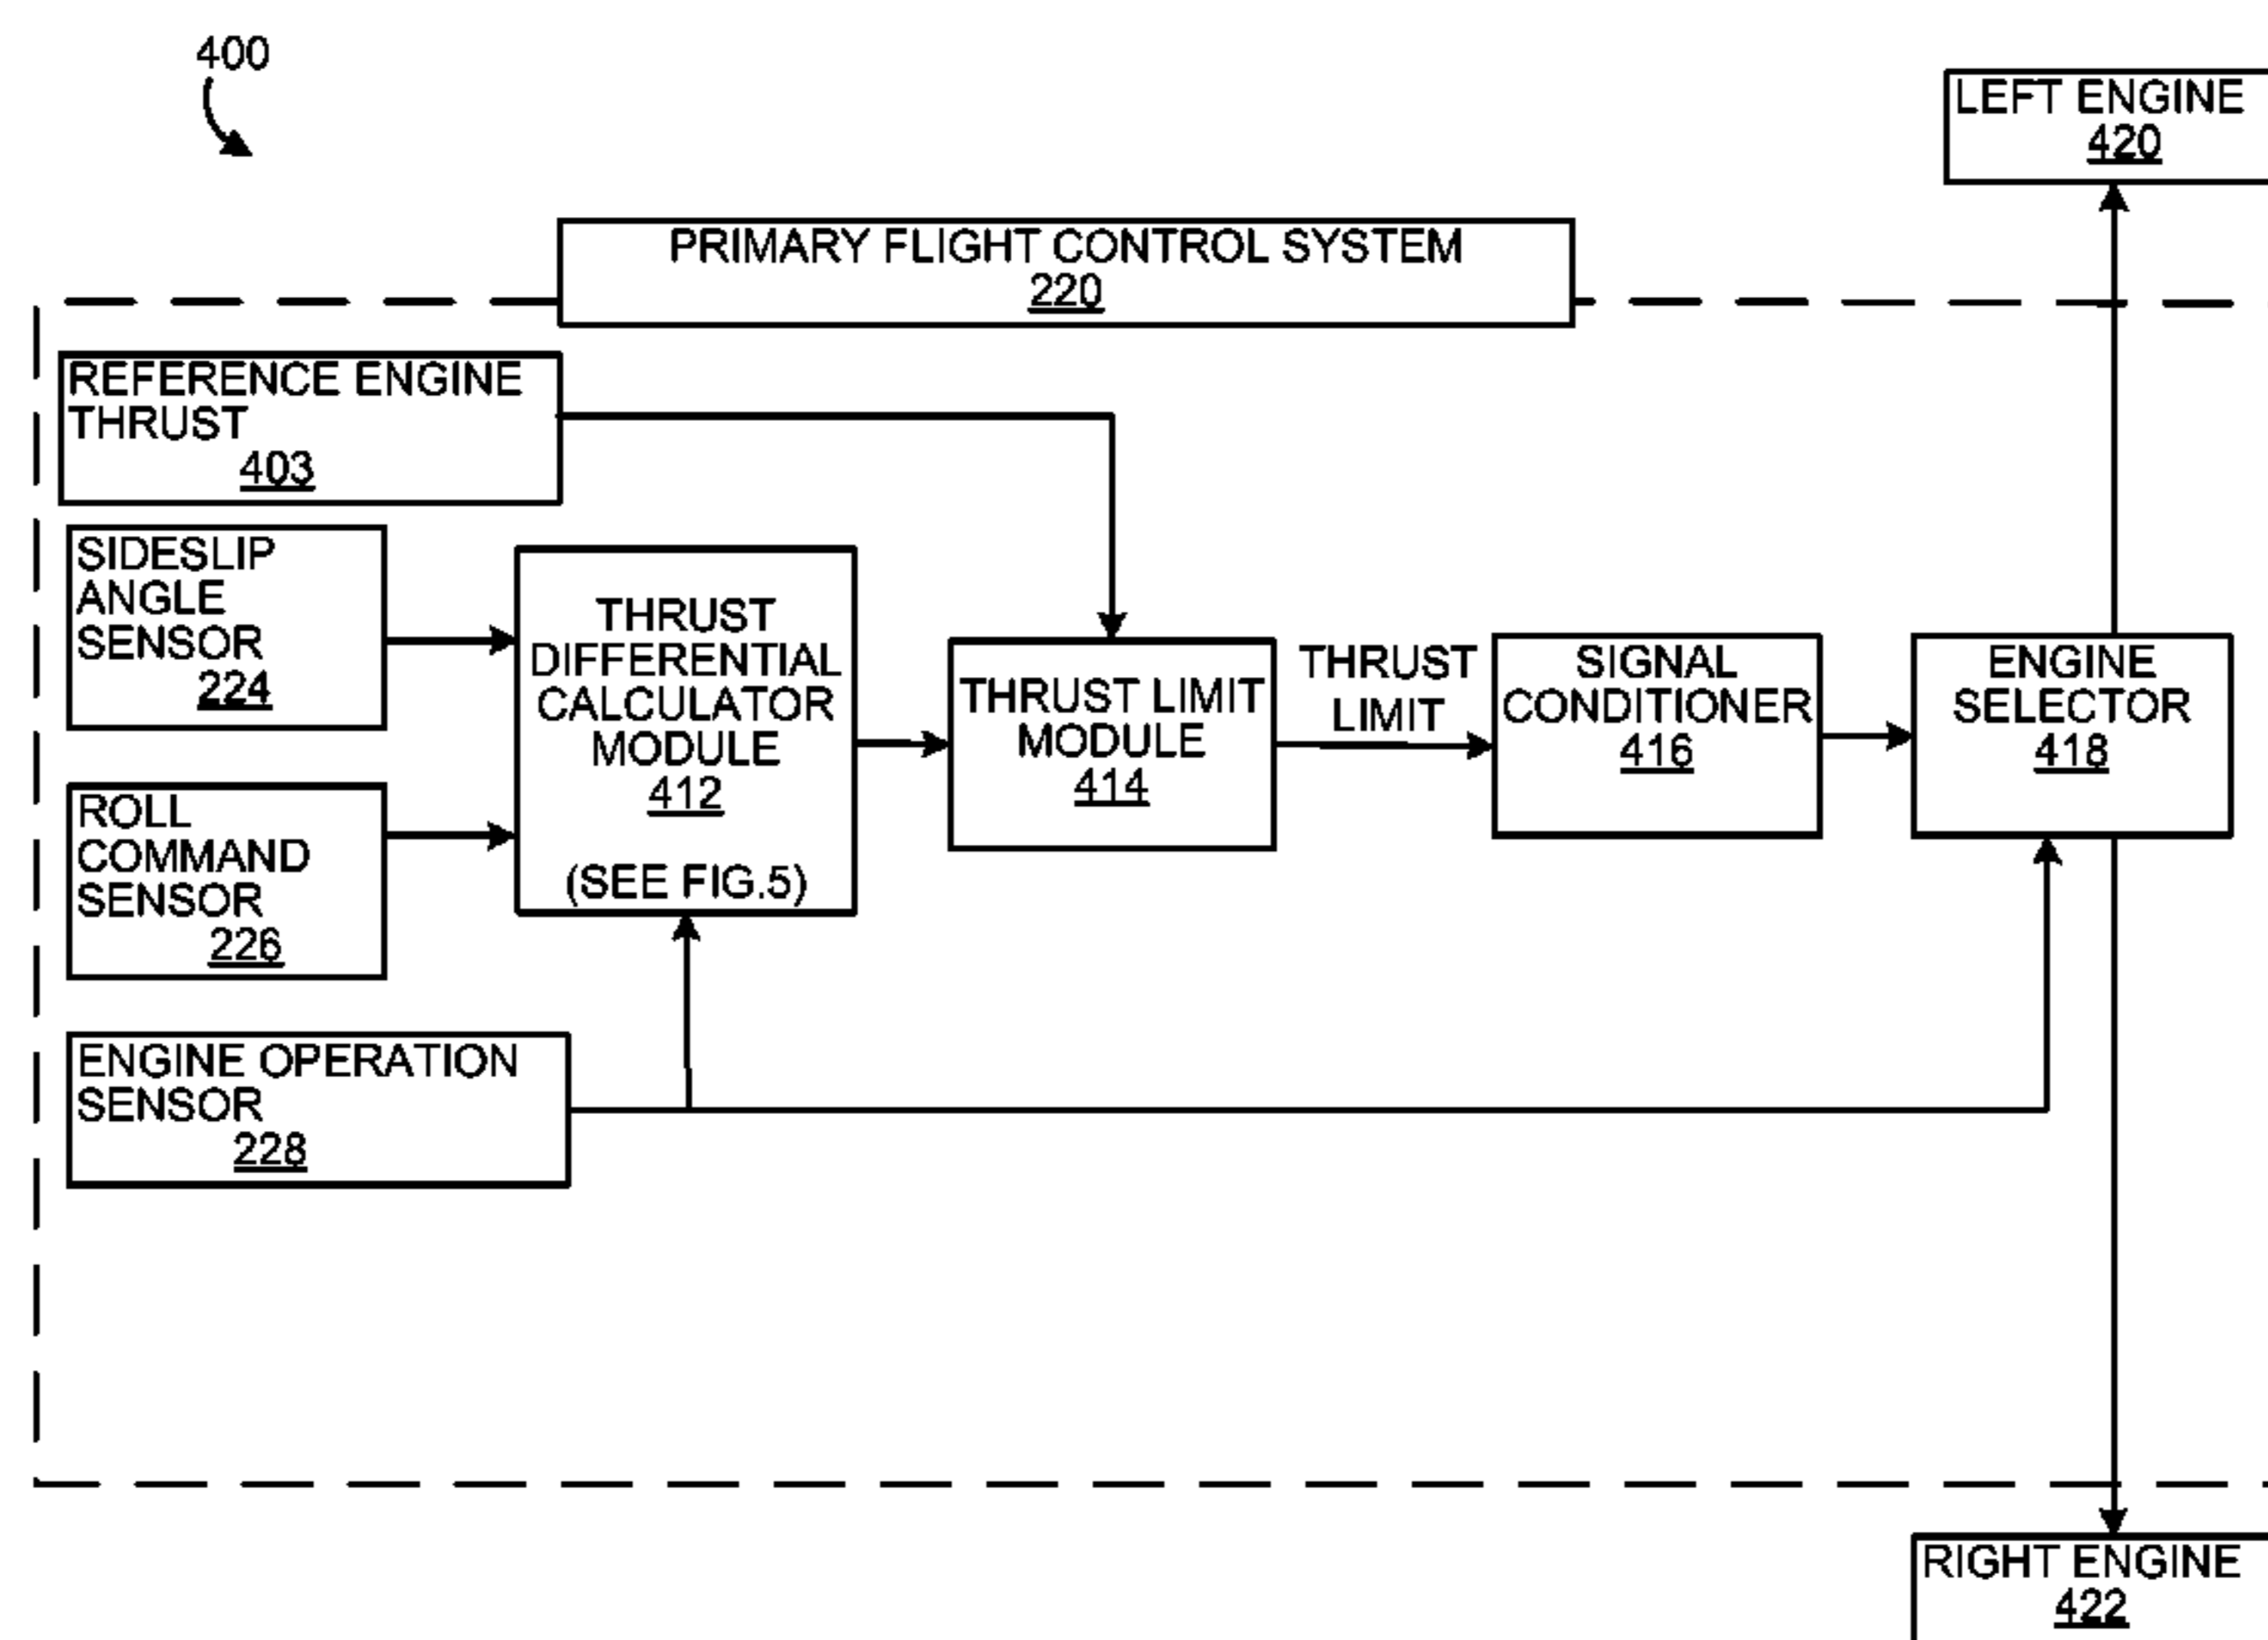 400
LEFT ENGINE
420
PRIMARY FLIGHT CONTROL SYSTEM
220
REFERENCE ENGINE
THRUST
403
SIDESLIP
ANGLE
SENSOR
224
ROLL
COMMAND
SENSOR
226
ENGINE OPERATION
SENSOR
228
THRUST
DIFFERENTIAL
CALCULATOR
MODULE
412
(SEE FIG.5)
THRUST LIMIT
MODULE
414
THRUST
LIMIT
SIGNAL
CONDITIONER
416
ENGINE
SELECTOR
418
RIGHT ENGINE
422